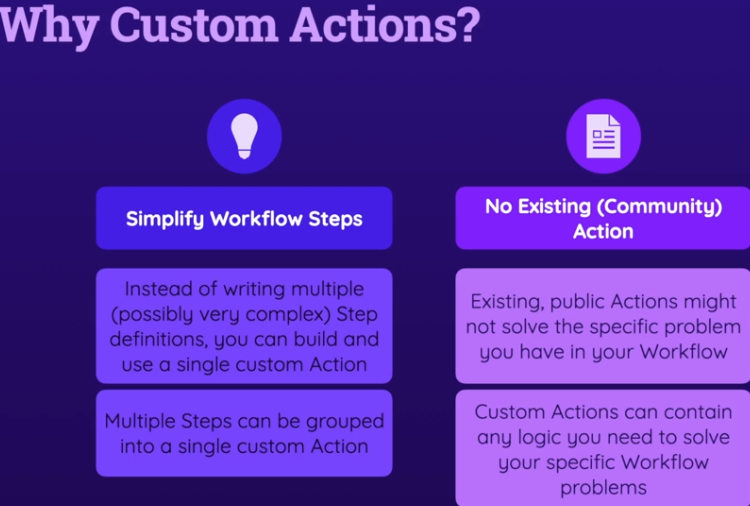 Why Custom Actions?
Simplify Workflow Steps
Instead of writing multiple
(possibly very complex) Step
definitions, you can build and
use a single custom Action
Multiple Steps can be grouped
into a single custom Action
No Existing (Community)
Action
Existing, public Actions might
not solve the specific problem
you have in your Workflow
Custom Actions can contain
any logic you need to solve
your specific Workflow
problems